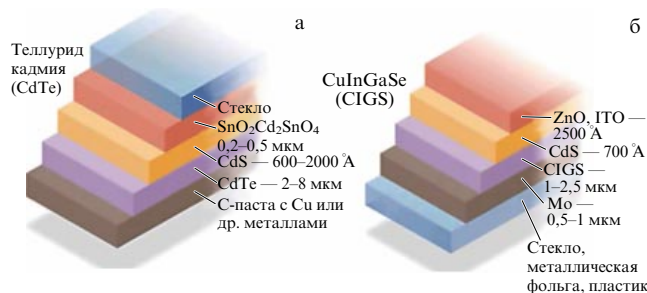 а
Теллурид
кадмия
(CdTe)
Стекло
SnO₂Cd₂SnO₄
0,2–0,5 мкм
CdS — 600–2000 Å
CdTe — 2–8 мкм
С-паста с Cu или
др. металлами
б
CuInGaSe
(CIGS)
ZnO, ITO —
2500 Å
CdS — 700 Å
CIGS —
1–2,5 мкм
Mo —
0,5–1 мкм
Стекло,
металлическая
фольга, пластик